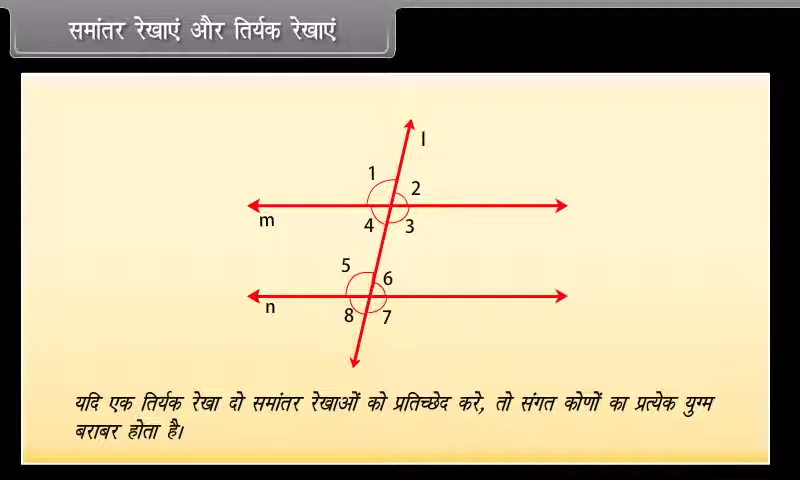 समांतर रेखाएं और तिर्यक रेखाएं
l
1
2
m
4
3
5
6
n
8
7
यदि एक तिर्यक रेखा दो समांतर रेखाओं को प्रतिच्छेद करे, तो संगत कोणों का प्रत्येक युग्म
बराबर होता है।